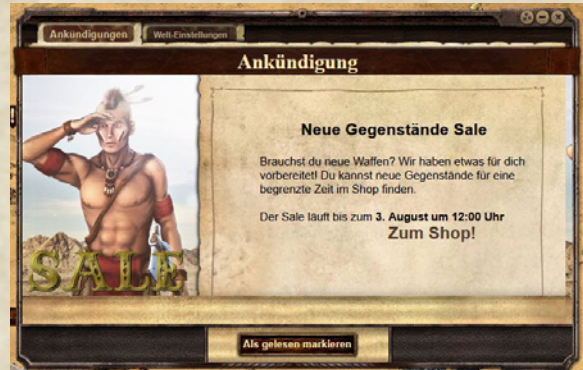 Ankündigungen
Welt-Einstellungen
Ankündigung
Neue Gegenstände Sale
Brauchst du neue Waffen? Wir haben etwas für dich
vorbereitet! Du kannst neue Gegenstände für eine
begrenzte Zeit im Shop finden.
Der Sale läuft bis zum 3. August um 12:00 Uhr
Zum Shop!
SALE
Als gelesen markieren